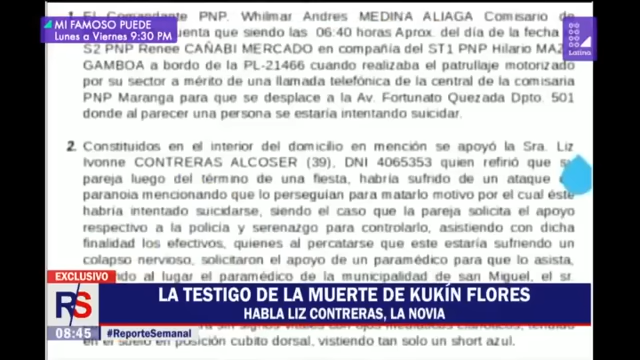 MI FAMOSO PUEDE
Lunes a Viernes 9:30 PM
Latina
1. El Comandante PNP. Whilmar Andres MEDINA ALIAGA Comisario de
cuenta que siendo las 06:40 horas Aprox. del día de la fecha
S2 PNP Renee CAÑABI MERCADO en compañía del ST1 PNP Hilario
GAMBOA a bordo de la PL-21466 cuando realizaba el patrullaje motorizado
por su sector a mérito de una llamada telefónica de la central de la comisaria
PNP Maranga para que se desplace a la Av. Fortunato Quezada Dpto. 501
donde al parecer una persona se estaría intentando suicidar.
2. Constituidos en el interior del domicilio en mención se apoyó la Sra. Liz
Ivonne CONTRERAS ALCOSER (39), DNI 4065353 quien refirió que su
pareja luego del término de una fiesta, habría sufrido de un ataque de
paranoia mencionando que lo perseguían para matarlo motivo por el cual éste
habría intentado suicidarse, siendo el caso que la pareja solicita el apoyo
respectivo a la policía y serenazgo para controlarlo, asistiendo con dicha
finalidad los efectivos, quienes al percatarse que este estaría sufriendo un
colapso nervioso, solicitaron el apoyo de un paramédico para que lo asista,
al lugar el paramédico de la municipalidad de san Miguel, el sr.
EXCLUSIVO
RS
LA TESTIGO DE LA MUERTE DE KUKÍN FLORES
HABLA LIZ CONTRERAS, LA NOVIA
08:45
#ReporteSemanal
en el suelo en posición cubito dorsal, vistiendo tan solo un short azul.